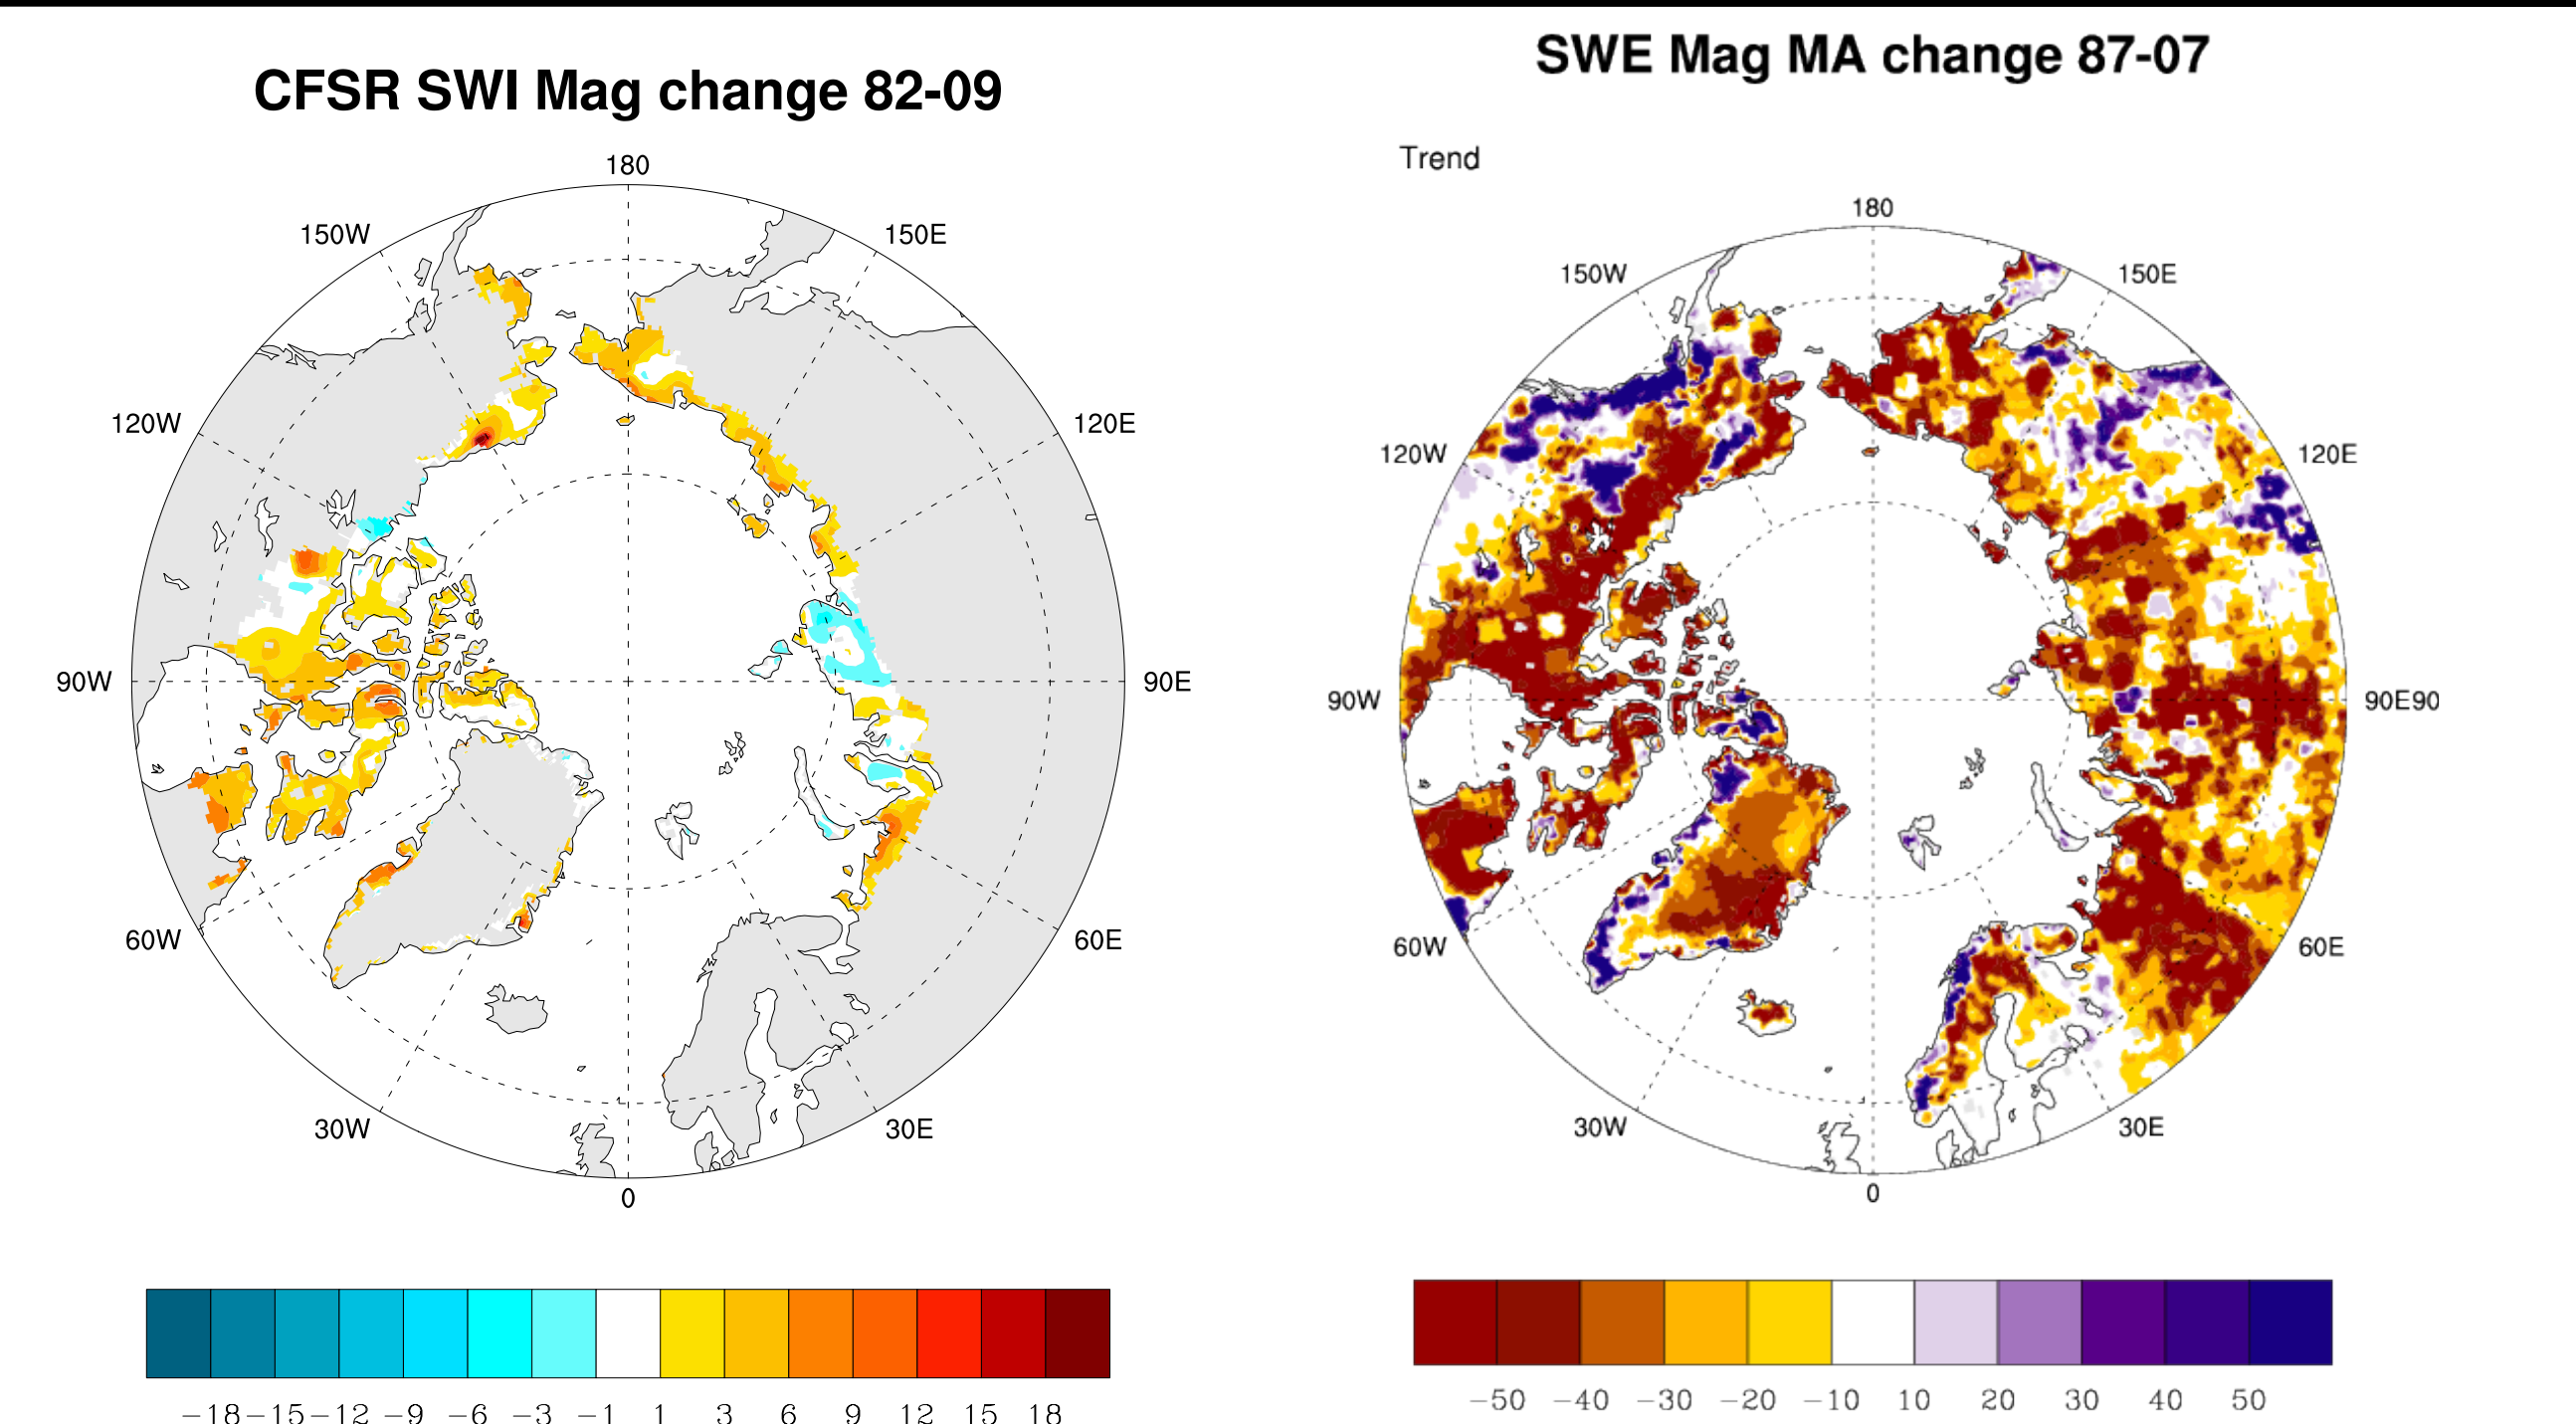 CFSR SWI Mag change 82-09
180
150W
150E
120W
120E
90W
90E
60W
60E
30W
30E
0
−18 −15 −12 −9 −6 −3 −1 1 3 6 9 12 15 18
SWE Mag MA change 87-07
Trend
180
150W
150E
120W
120E
90W
90E90
60W
60E
30W
30E
0
−50 −40 −30 −20 −10 10 20 30 40 50